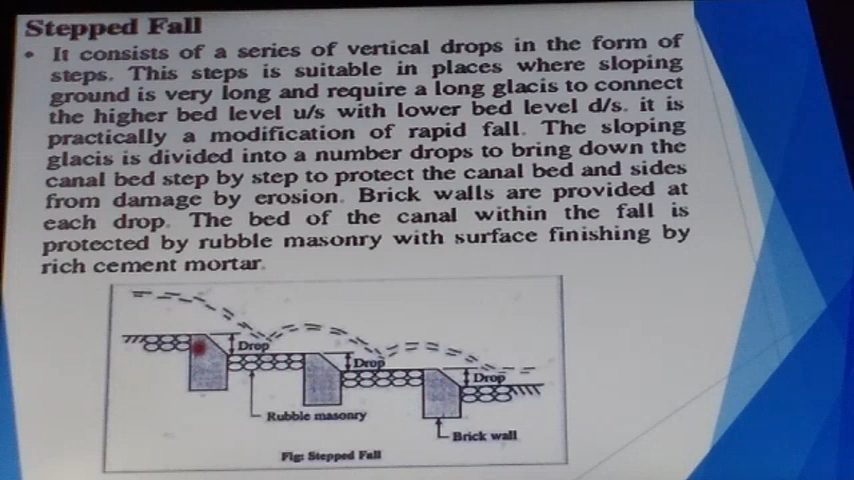 Stepped Fall
• It consists of a series of vertical drops in the form of
steps. This steps is suitable in places where sloping
ground is very long and require a long glacis to connect
the higher bed level u/s with lower bed level d/s. it is
practically a modification of rapid fall. The sloping
glacis is divided into a number drops to bring down the
canal bed step by step to protect the canal bed and sides
from damage by erosion. Brick walls are provided at
each drop. The bed of the canal within the fall is
protected by rubble masonry with surface finishing by
rich cement mortar.
Drop
Drop
Drop
Rubble masonry
Brick wall
Fig: Stepped Fall